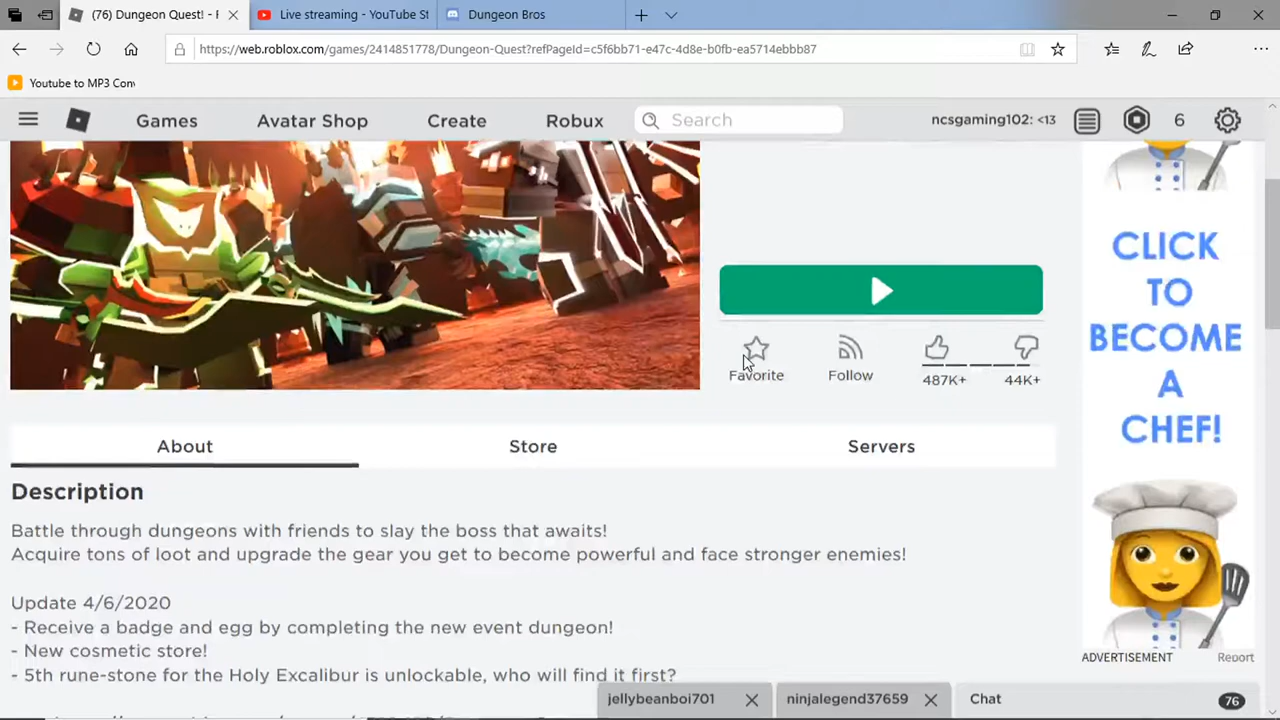 (76) Dungeon Quest! - F
Live streaming - YouTube St
Dungeon Bros
https://web.roblox.com/games/2414851778/Dungeon-Quest?refPageId=c5f6bb71-e47c-4d8e-b0fb-ea5714ebbb87
Youtube to MP3 Conv
Games
Avatar Shop
Create
Robux
Search
ncsgaming102: <13
6
Favorite
Follow
487K+
44K+
CLICK
TO
BECOME
A
CHEF!
About
Store
Servers
Description
Battle through dungeons with friends to slay the boss that awaits!
Acquire tons of loot and upgrade the gear you get to become powerful and face stronger enemies!
Update 4/6/2020
- Receive a badge and egg by completing the new event dungeon!
- New cosmetic store!
- 5th rune-stone for the Holy Excalibur is unlockable, who will find it first?
ADVERTISEMENT
Report
jellybeanboi701
ninjalegend37659
Chat
76